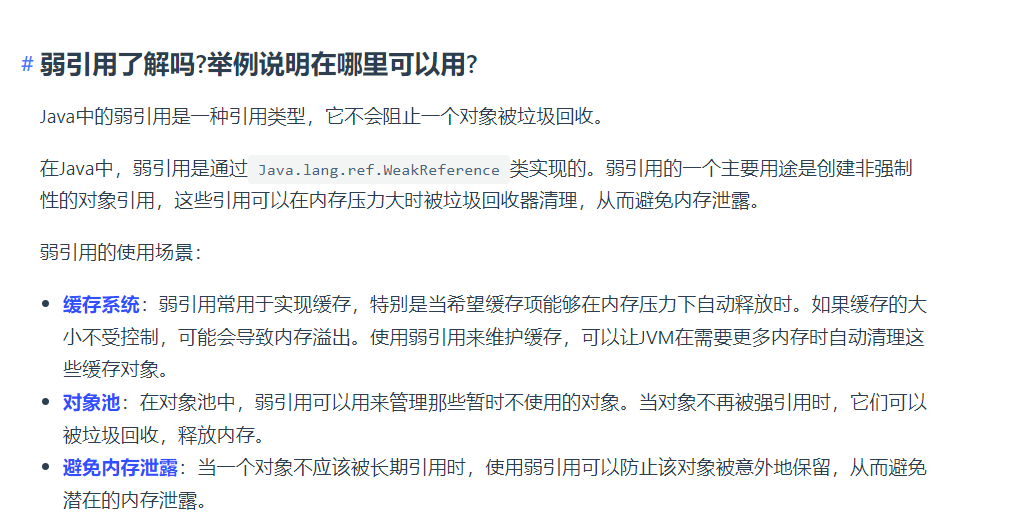 # 弱引用了解吗?举例说明在哪里可以用?
Java中的弱引用是一种引用类型，它不会阻止一个对象被垃圾回收。
在Java中，弱引用是通过 Java.lang.ref.WeakReference 类实现的。弱引用的一个主要用途是创建非强制
性的对象引用，这些引用可以在内存压力大时被垃圾回收器清理，从而避免内存泄露。
弱引用的使用场景：
• 缓存系统：弱引用常用于实现缓存，特别是当希望缓存项能够在内存压力下自动释放时。如果缓存的大
小不受控制，可能会导致内存溢出。使用弱引用来维护缓存，可以让JVM在需要更多内存时自动清理这
些缓存对象。
• 对象池：在对象池中，弱引用可以用来管理那些暂时不使用的对象。当对象不再被强引用时，它们可以
被垃圾回收，释放内存。
• 避免内存泄露：当一个对象不应该被长期引用时，使用弱引用可以防止该对象被意外地保留，从而避免
潜在的内存泄露。